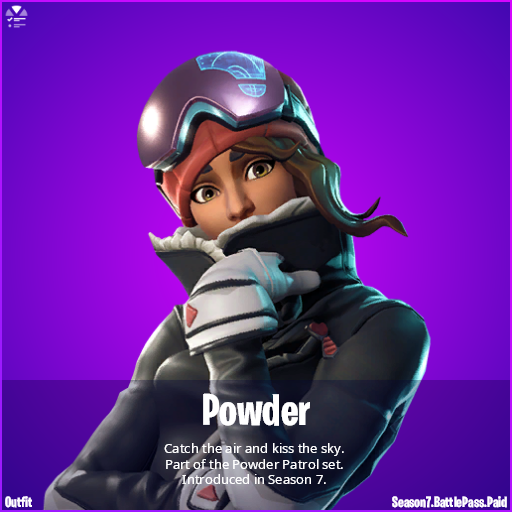 Powder
Catch the air and kiss the sky.
Part of the Powder Patrol set.
Introduced in Season 7.
Outfit
Season7.BattlePass.Paid